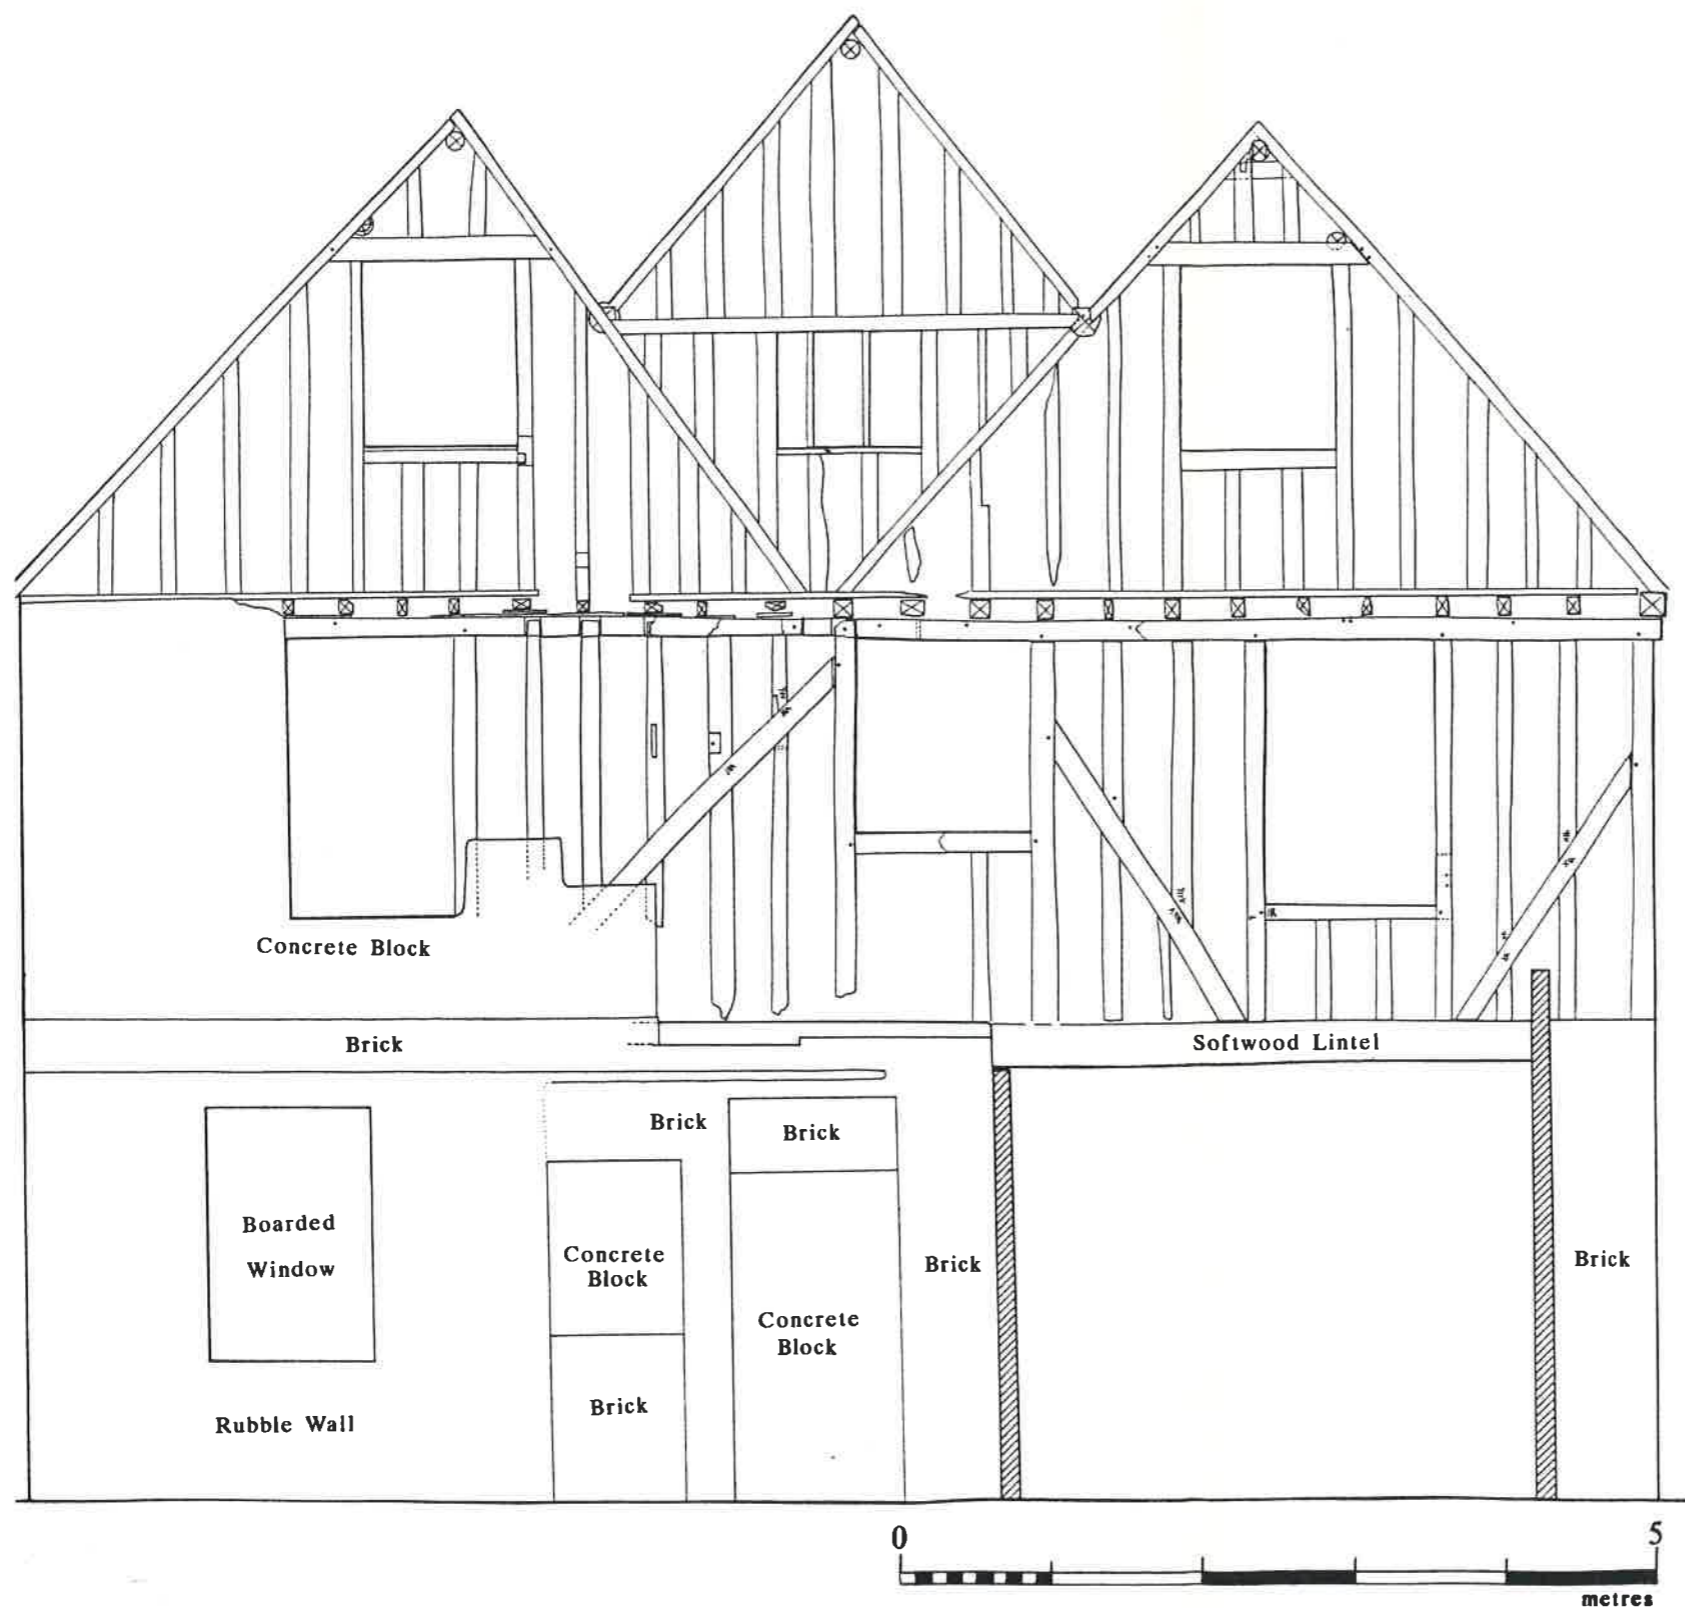 Concrete Block
Brick
Softwood Lintel
Brick
Brick
Boarded
Window
Concrete
Block
Brick
Brick
Concrete
Block
Brick
Rubble Wall
0
5
metres